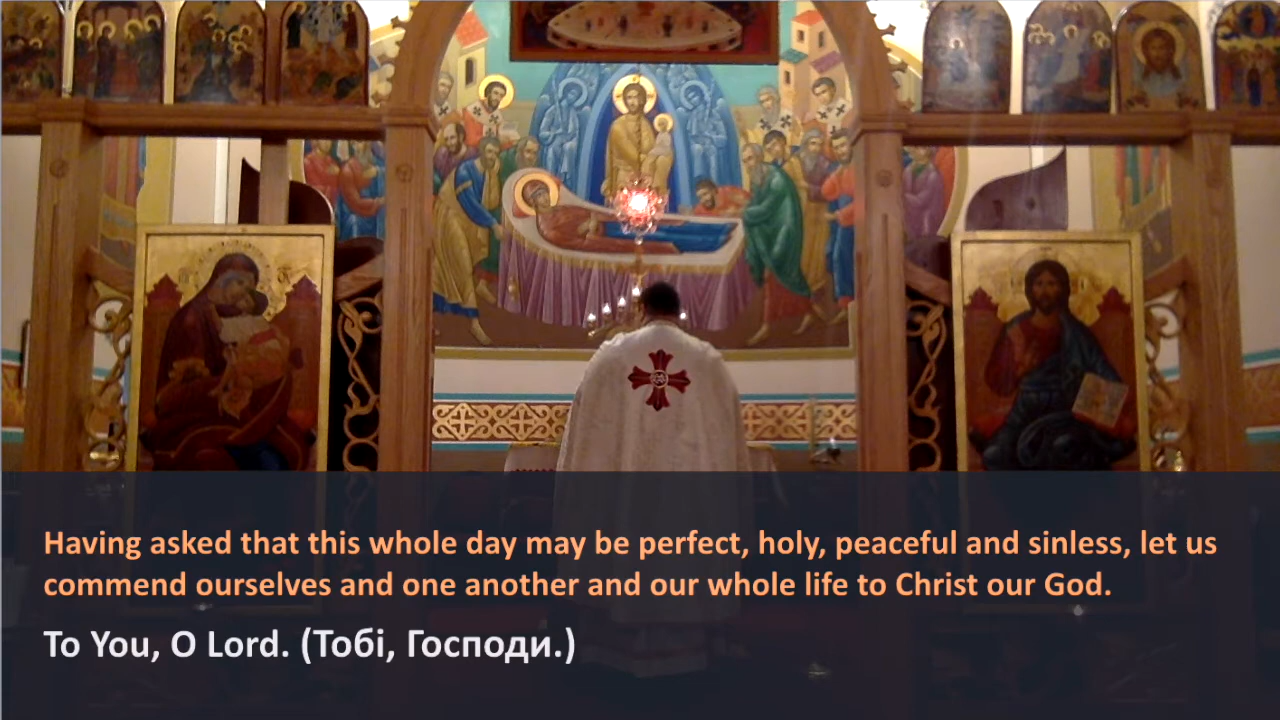 Having asked that this whole day may be perfect, holy, peaceful and sinless, let us
commend ourselves and one another and our whole life to Christ our God.
To You, O Lord. (Тобі, Господи.)